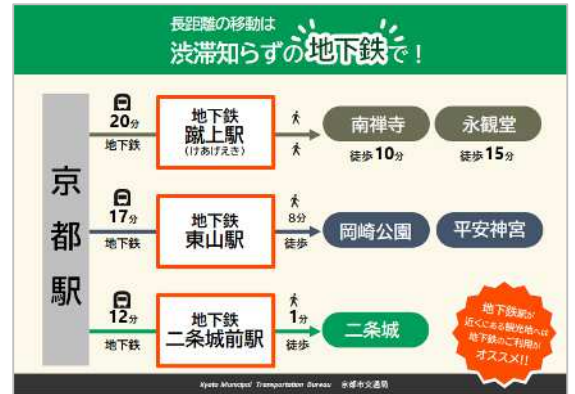 長距離の移動は
渋滞知らずの地下鉄で！
京都駅
20分
地下鉄
地下鉄
蹴上駅
(けあげえき)
南禅寺
徒歩10分
永観堂
徒歩15分
17分
地下鉄
地下鉄
東山駅
8分
徒歩
岡崎公園
平安神宮
12分
地下鉄
地下鉄
二条城前駅
1分
徒歩
二条城
地下鉄駅が
近くにある観光地へは
地下鉄のご利用が
オススメ!!
Kyoto Municipal Transportation Bureau 京都市交通局